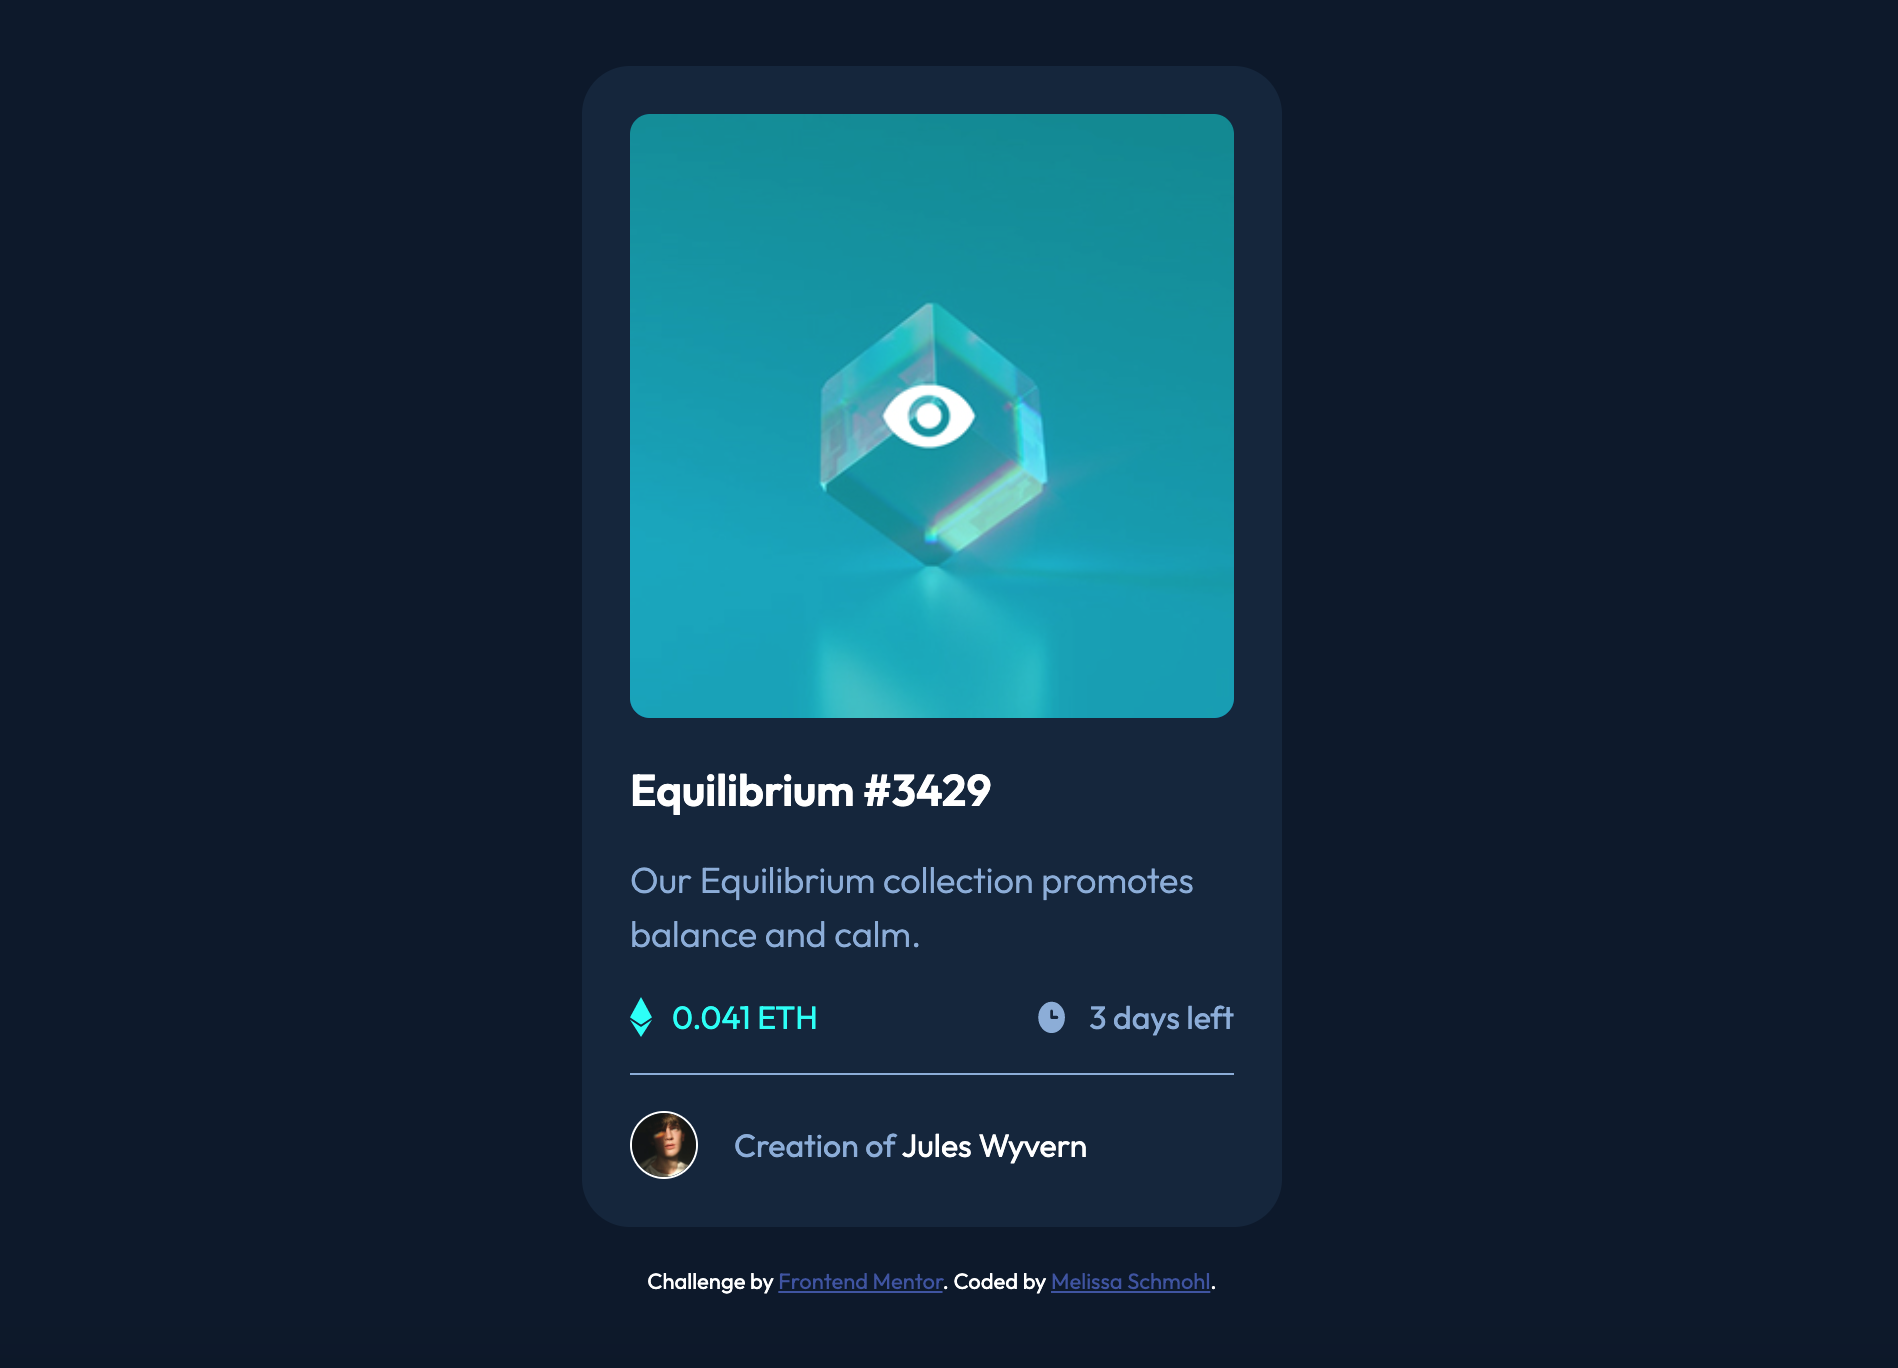 Equilibrium #3429
Our Equilibrium collection promotes
balance and calm.
0.041 ETH
3 days left
Creation of Jules Wyvern
Challenge by Frontend Mentor. Coded by Melissa Schmohl.